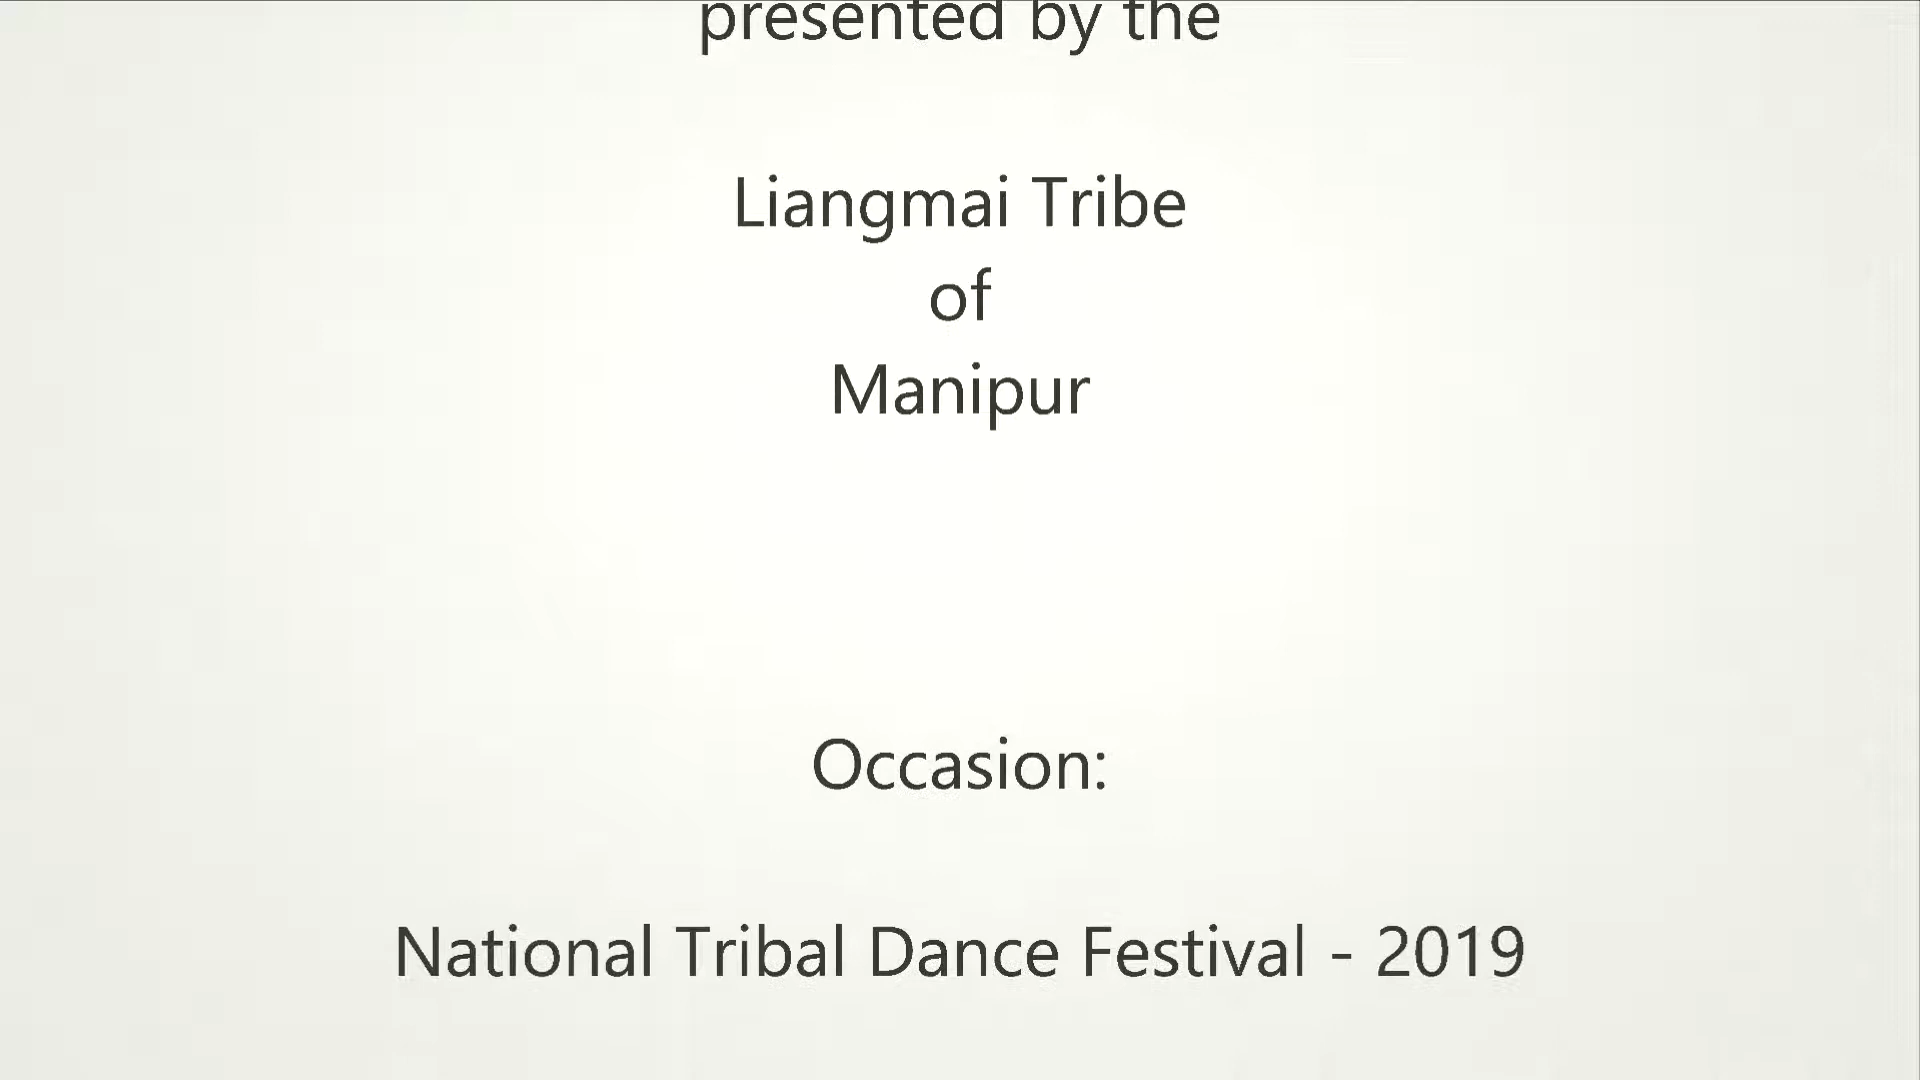 presented by the
Liangmai Tribe
of
Manipur
Occasion:
National Tribal Dance Festival - 2019